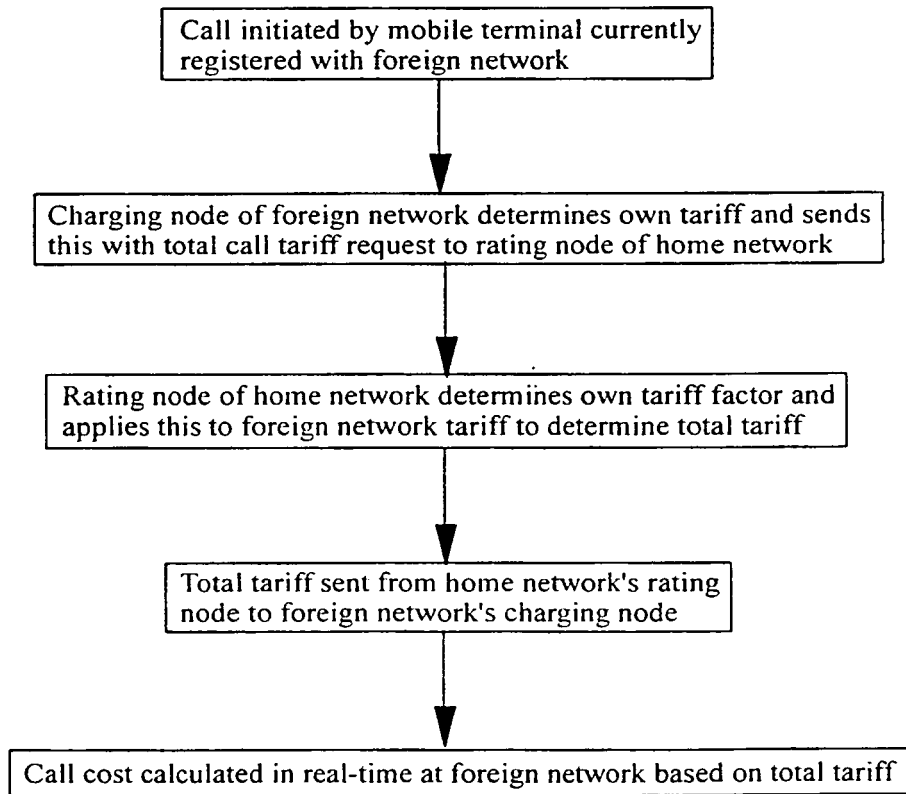 Call initiated by mobile terminal currently
registered with foreign network
Charging node of foreign network determines own tariff and sends
this with total call tariff request to rating node of home network
Rating node of home network determines own tariff factor and
applies this to foreign network tariff to determine total tariff
Total tariff sent from home network's rating
node to foreign network's charging node
Call cost calculated in real-time at foreign network based on total tariff